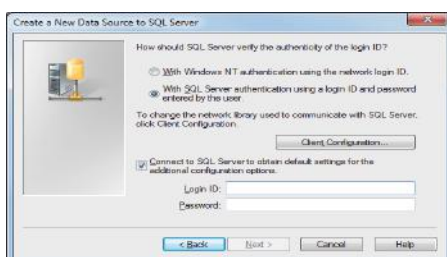 Create a New Data Source to SQL Server
How should SQL Server verify the authenticity of the login ID?
With Windows NT authentication using the network login ID.
With SQL Server authentication using a login ID and password
entered by the user.
To change the network library used to communicate with SQL Server,
click Client Configuration.
Client Configuration...
Connect to SQL Server to obtain default settings for the
additional configuration options.
Login ID:
Password:
< Back Next > Cancel Help